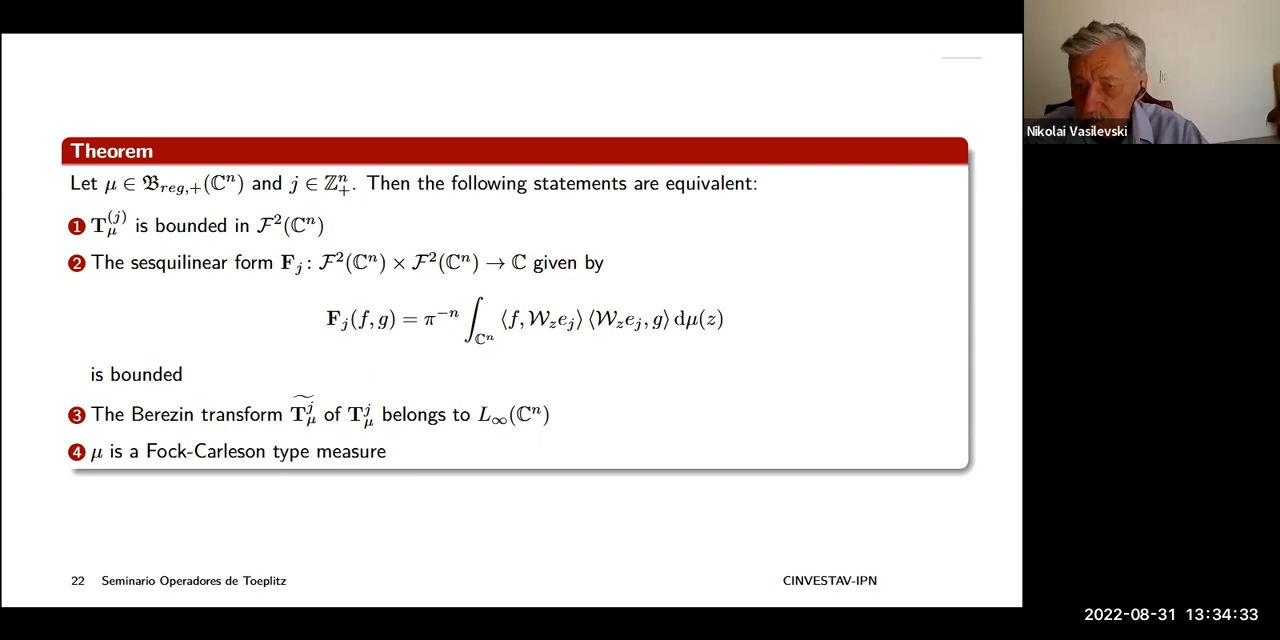 Theorem
Let μ ∈ 𝔅_{reg,+}(ℂⁿ) and j ∈ ℤ₊ⁿ. Then the following statements are equivalent:
1 T_μ^{(j)} is bounded in ℱ²(ℂⁿ)
2 The sesquilinear form F_j : ℱ²(ℂⁿ) × ℱ²(ℂⁿ) → ℂ given by
F_j(f, g) = π^{−n} ∫_{ℂⁿ} ⟨f, 𝒲_z e_j⟩ ⟨𝒲_z e_j, g⟩ dμ(z)
is bounded
3 The Berezin transform \widetilde{T_μ^j} of T_μ^j belongs to L_∞(ℂⁿ)
4 μ is a Fock-Carleson type measure
22 Seminario Operadores de Toeplitz CINVESTAV-IPN
Nikolai Vasilevski
2022-08-31 13:34:33